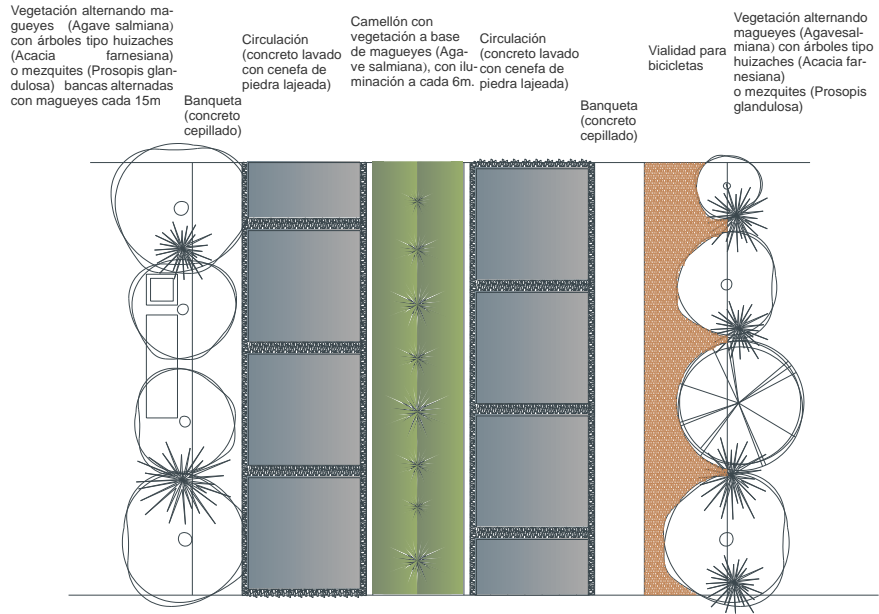 Vegetación alternando ma-
gueyes (Agave salmiana)
con árboles tipo huizaches
(Acacia farnesiana)
o mezquites (Prosopis glan-
dulosa) bancas alternadas
con magueyes cada 15m
Banqueta
(concreto
cepillado)
Circulación
(concreto lavado
con cenefa de
piedra lajeada)
Camellón con
vegetación a base
de magueyes (Aga-
ve salmiana), con ilu-
minación a cada 6m.
Circulación
(concreto lavado
con cenefa de
piedra lajeada)
Banqueta
(concreto
cepillado)
Vialidad para
bicicletas
Vegetación alternando
magueyes (Agavesal-
miana) con árboles tipo
huizaches (Acacia far-
nesiana)
o mezquites (Prosopis
glandulosa)